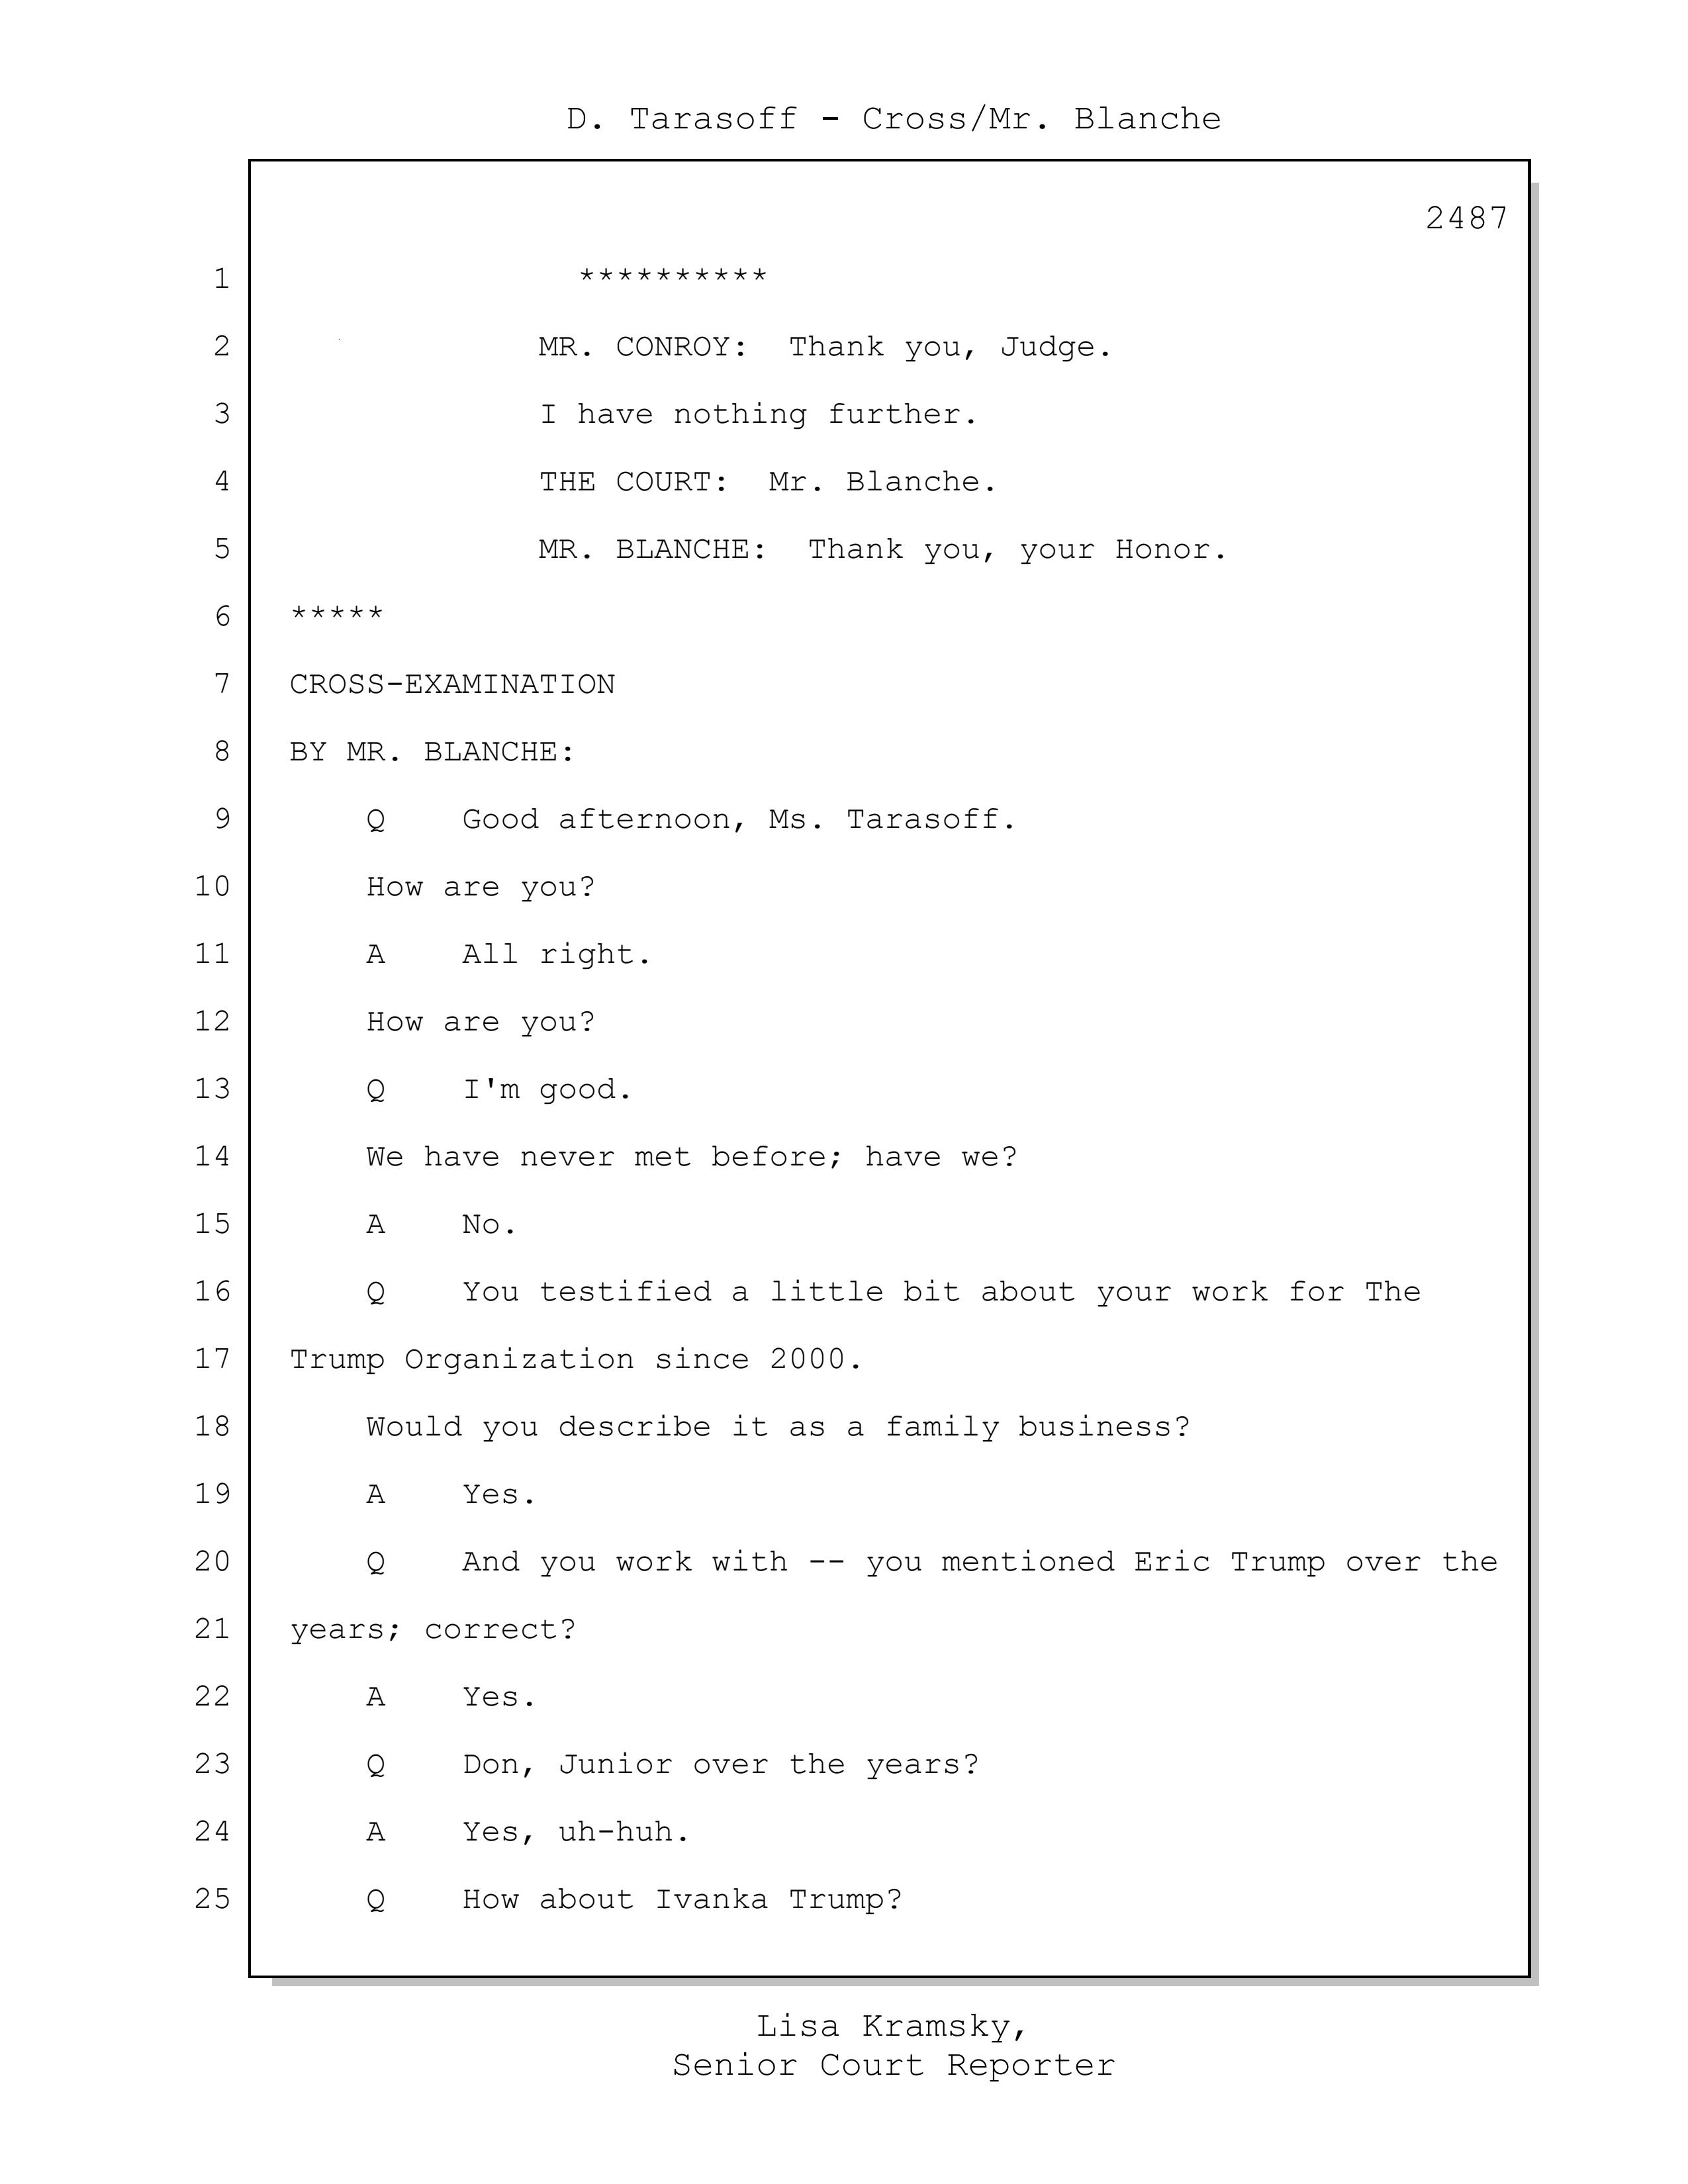 D. Tarasoff - Cross/Mr. Blanche
2487
1 **********
2 MR. CONROY: Thank you, Judge.
3 I have nothing further.
4 THE COURT: Mr. Blanche.
5 MR. BLANCHE: Thank you, your Honor.
6 *****
7 CROSS-EXAMINATION
8 BY MR. BLANCHE:
9 Q Good afternoon, Ms. Tarasoff.
10 How are you?
11 A All right.
12 How are you?
13 Q I'm good.
14 We have never met before; have we?
15 A No.
16 Q You testified a little bit about your work for The
17 Trump Organization since 2000.
18 Would you describe it as a family business?
19 A Yes.
20 Q And you work with -- you mentioned Eric Trump over the
21 years; correct?
22 A Yes.
23 Q Don, Junior over the years?
24 A Yes, uh-huh.
25 Q How about Ivanka Trump?
Lisa Kramsky,
Senior Court Reporter